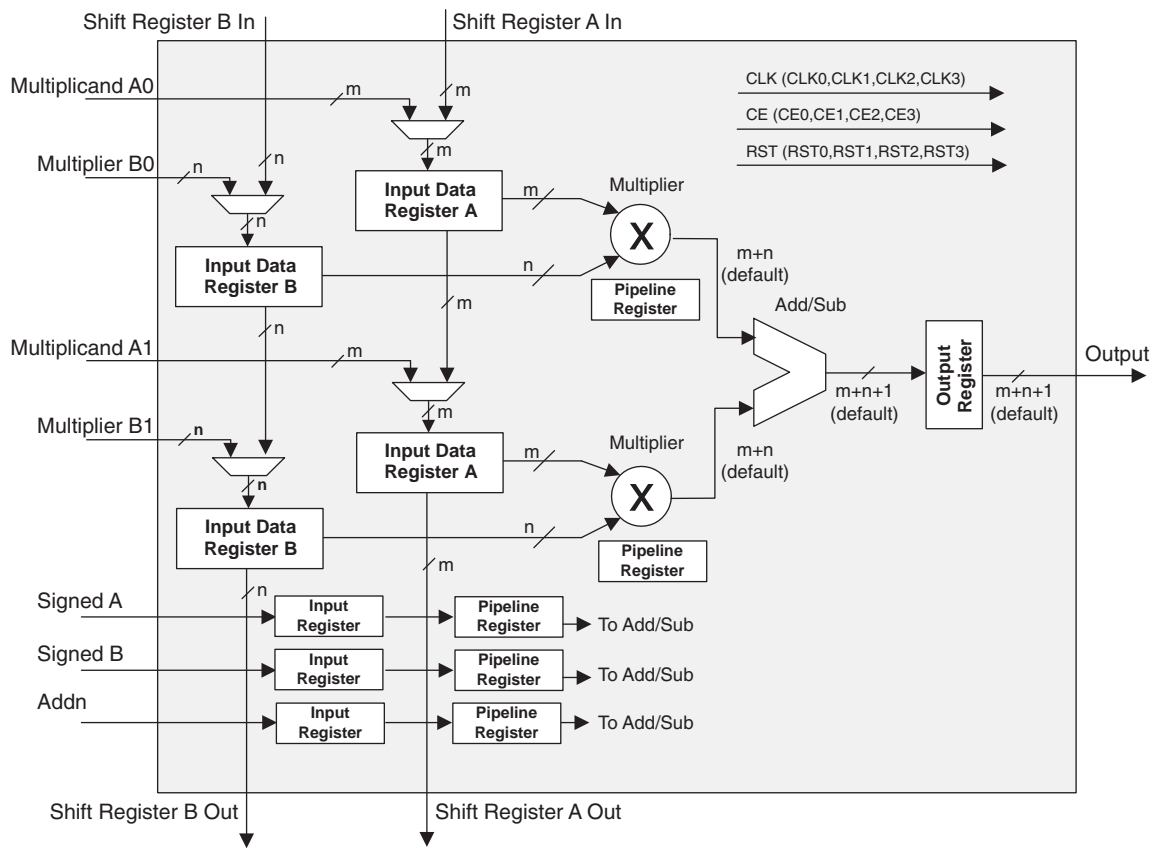 Shift Register B In
Shift Register A In
Multiplicand A0
m
m
CLK (CLK0,CLK1,CLK2,CLK3)
CE (CE0,CE1,CE2,CE3)
RST (RST0,RST1,RST2,RST3)
m
Multiplier B0
n
n
Input Data
Register A
m
Multiplier
X
n
Input Data
Register B
n
m+n
(default)
Pipeline
Register
m
n
Add/Sub
Multiplicand A1
m
Output
Register
Output
m+n+1
(default)
m+n+1
(default)
m
Multiplier B1
n
Input Data
Register A
m
Multiplier
X
m+n
(default)
n
Input Data
Register B
n
Pipeline
Register
m
n
Signed A
Input
Register
Pipeline
Register
To Add/Sub
Signed B
Input
Register
Pipeline
Register
To Add/Sub
Addn
Input
Register
Pipeline
Register
To Add/Sub
Shift Register B Out
Shift Register A Out